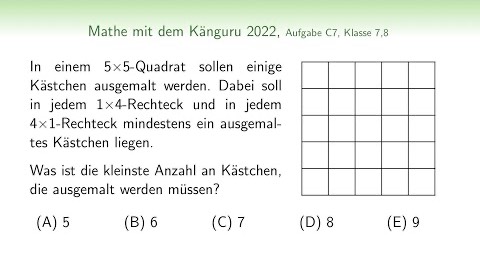 Mathe mit dem Känguru 2022, Aufgabe C7, Klasse 7,8
In einem 5×5-Quadrat sollen einige
Kästchen ausgemalt werden. Dabei soll
in jedem 1×4-Rechteck und in jedem
4×1-Rechteck mindestens ein ausgemal-
tes Kästchen liegen.
Was ist die kleinste Anzahl an Kästchen,
die ausgemalt werden müssen?
(A) 5 (B) 6 (C) 7 (D) 8 (E) 9